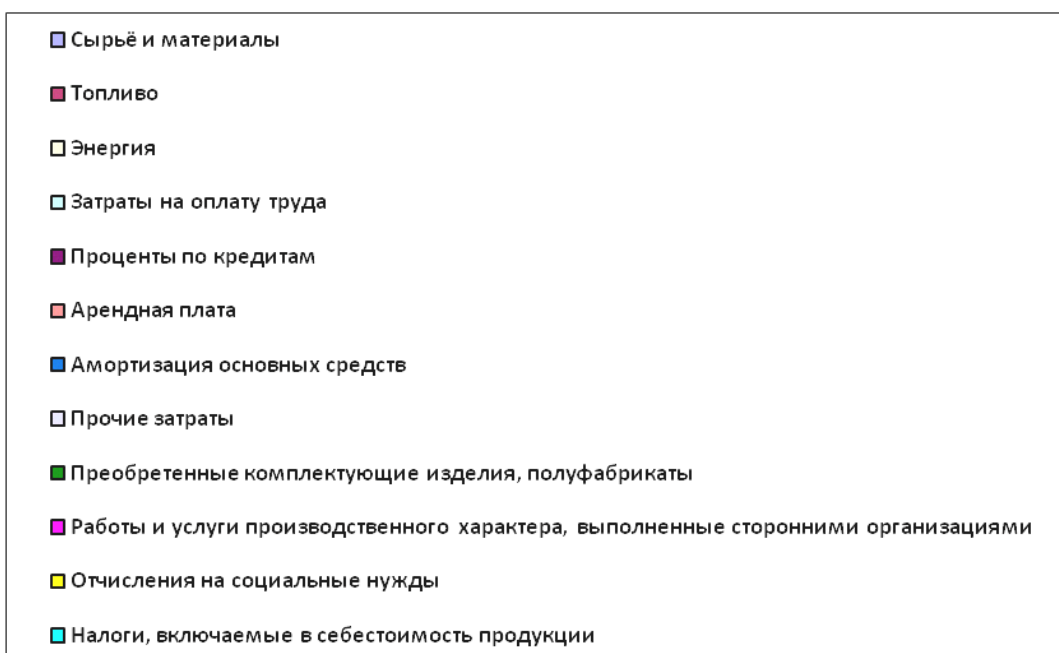 Сырьё и материалы
Топливо
Энергия
Затраты на оплату труда
Проценты по кредитам
Арендная плата
Амортизация основных средств
Прочие затраты
Преобретенные комплектующие изделия, полуфабрикаты
Работы и услуги производственного характера, выполненные сторонними организациями
Отчисления на социальные нужды
Налоги, включаемые в себестоимость продукции